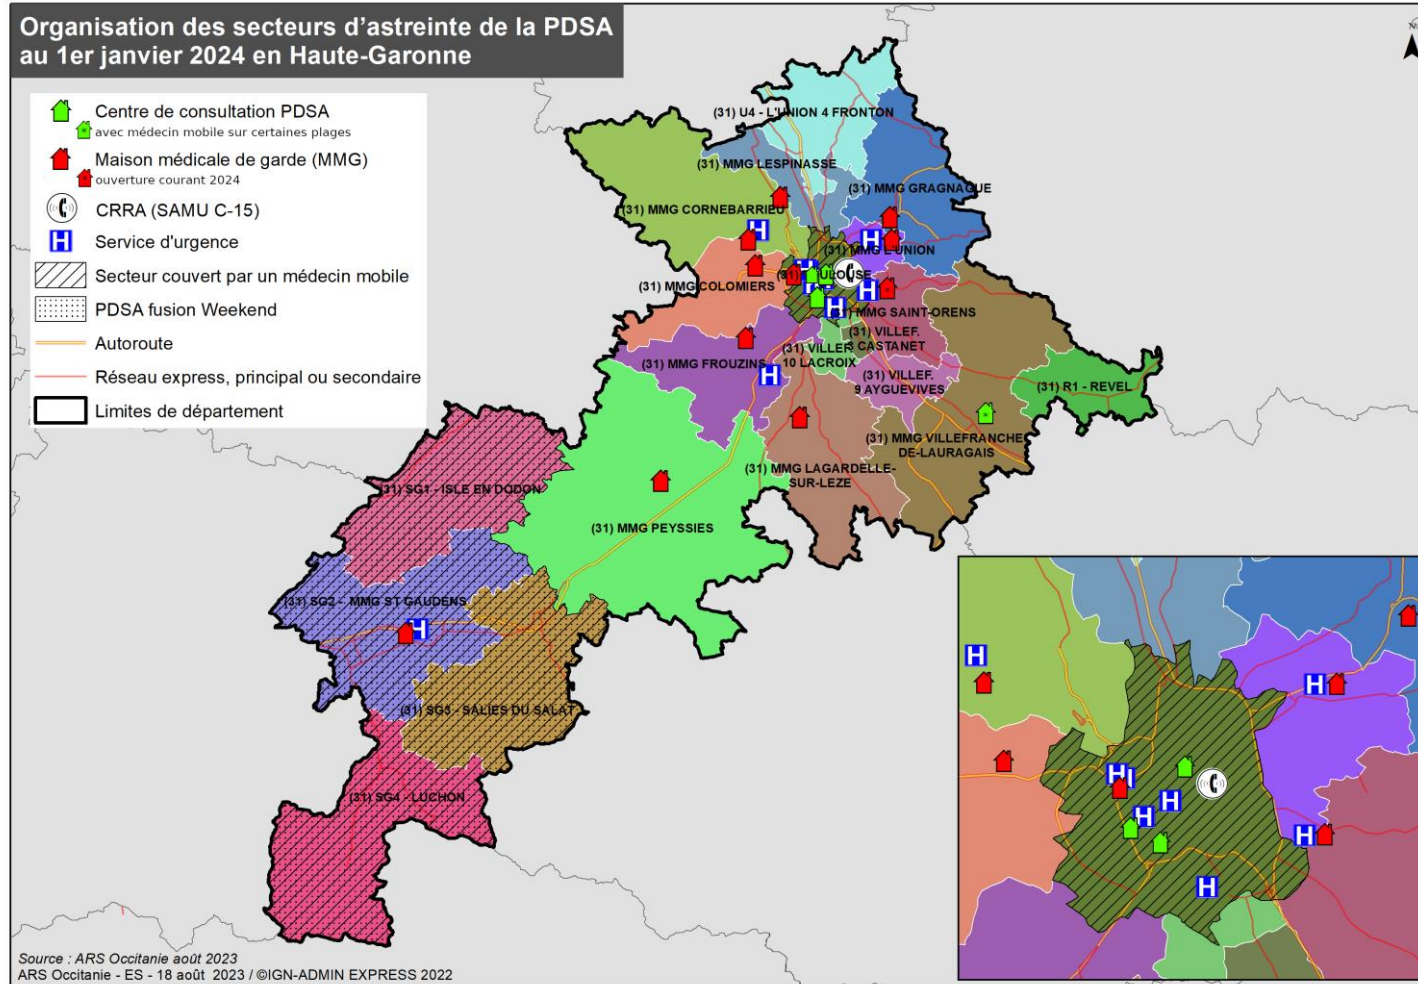 Organisation des secteurs d'astreinte de la PDSA
au 1er janvier 2024 en Haute-Garonne
Centre de consultation PDSA
avec médecin mobile sur certaines plages
Maison médicale de garde (MMG)
ouverture courant 2024
CRRA (SAMU C-15)
H Service d'urgence
Secteur couvert par un médecin mobile
PDSA fusion Weekend
Autoroute
Réseau express, principal ou secondaire
Limites de département
(31) U4 - L'UNION 4 FRONTON
(31) MMG LESPINASSE
(31) MMG GRAGNAGUE
(31) MMG CORNEBARRIEU
(31) MMG L'UNION
(31) TOULOUSE
(31) MMG COLOMIERS
(31) MMG SAINT-ORENS
(31) VILLEF.
3 CASTANET
(31) VILLEF.
10 LACROIX
(31) MMG FROUZINS
(31) VILLEF.
9 AYGUEVIVES
(31) R1 - REVEL
(31) MMG VILLEFRANCHE
DE-LAURAGAIS
(31) MMG LAGARDELLE-
SUR-LEZE
(31) SG1 - ISLE EN DODON
(31) MMG PEYSSIES
(31) SG2 - MMG ST GAUDENS
(31) SG3 - SALIES DU SALAT
(31) SG4 - LUCHON
Source : ARS Occitanie août 2023
ARS Occitanie - ES - 18 août 2023 / ©IGN-ADMIN EXPRESS 2022